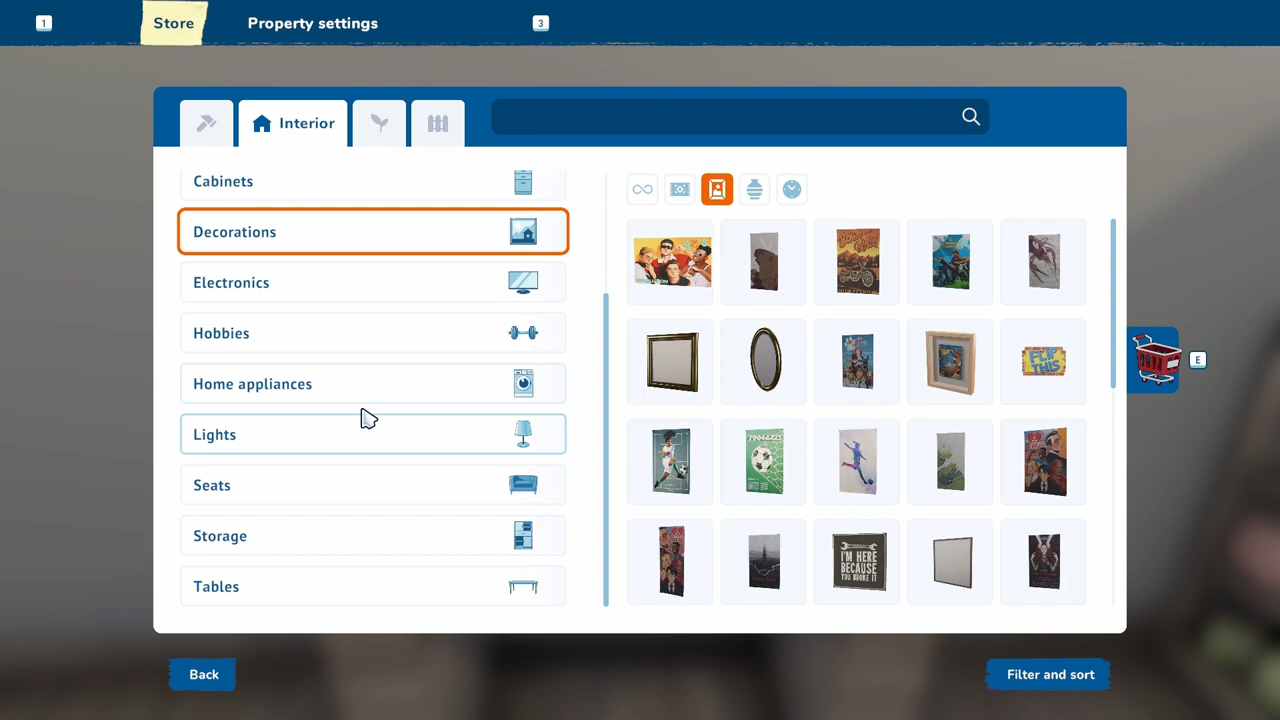 1
Store
Property settings
3
Interior
Cabinets
Decorations
Electronics
Hobbies
Home appliances
Lights
Seats
Storage
Tables
FLIP
THIS
I'M HERE
BECAUSE
YOU BROKE IT
E
Back
Filter and sort